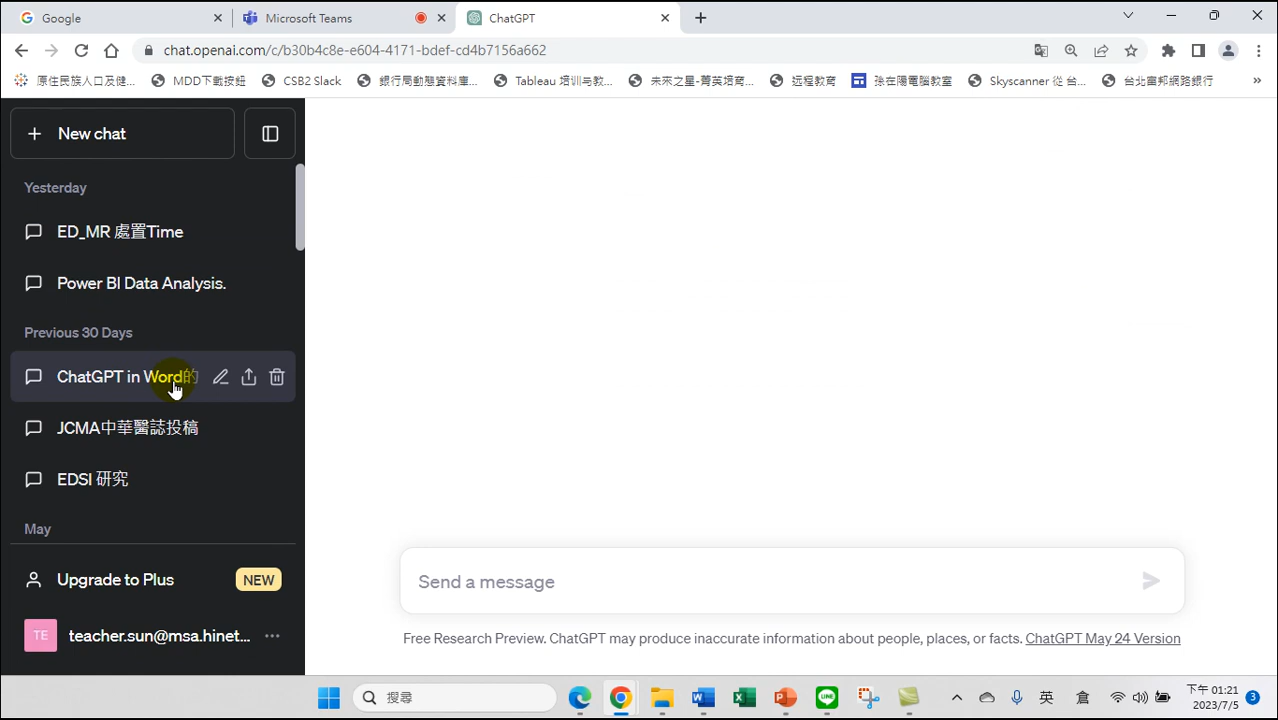 Google
Microsoft Teams
ChatGPT
chat.openai.com/c/b30b4c8e-e604-4171-bdef-cd4b7156a662
原住民族人口及健... MDD下載按鈕 CSB2 Slack 銀行局動態資料庫... Tableau 培训与教... 未來之星-菁英培育... 远程教育 孫在陽電腦教室 Skyscanner 從 台... 台北富邦網路銀行 »
New chat
Yesterday
ED_MR 處置Time
Power BI Data Analysis.
Previous 30 Days
ChatGPT in Word的
JCMA中華醫誌投稿
EDSI 研究
May
Upgrade to Plus NEW
TE teacher.sun@msa.hinet...
Send a message
Free Research Preview. ChatGPT may produce inaccurate information about people, places, or facts. ChatGPT May 24 Version
搜尋
英
倉
下午 01:21
2023/7/5
3